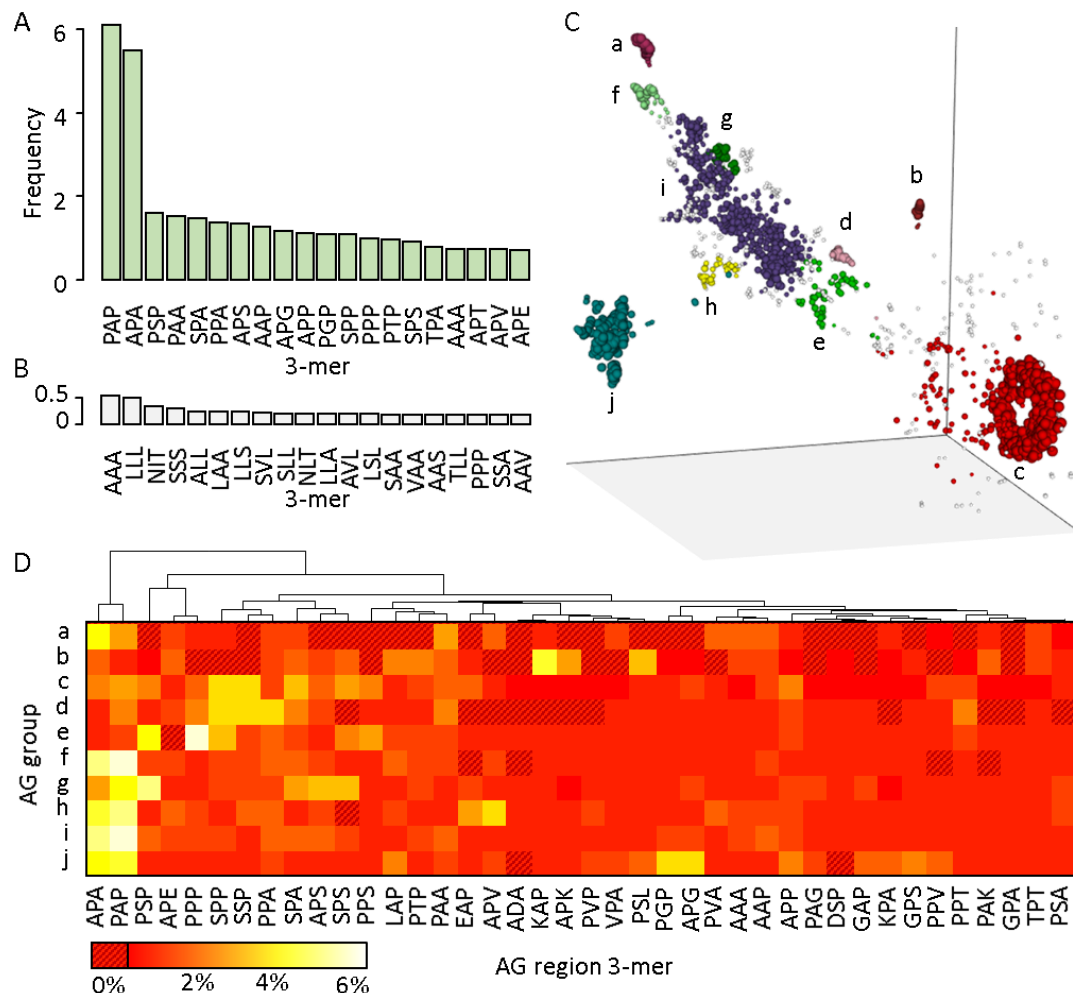 A
6
4
2
0
Frequency
PAP APA PSP PAA SPA PPA APS AAP APG APP PGP SPP PPP PTP SPS TPA AAA APT APV APE
3-mer
B
0.5
0
AAA LLL NIT SSS ALL LAA LLS SVL SLL NLT LLA AVL LSL SAA VAA AAS TLL PPP SSA AAV
3-mer
C
a
f
g
i
b
d
h
e
j
c
D
AG group
a
b
c
d
e
f
g
h
i
j
APA PAP PSP APE PPP SPP SSP PPA SPA APS SPS PPS LAP PTP PAA EAP APV ADA KAP APK PVP VPA PSL PGP APG PVA AAA AAP APP PAG DSP GAP KPA GPS PPV PPT PAK GPA TPT PSA
0% 2% 4% 6%
AG region 3-mer